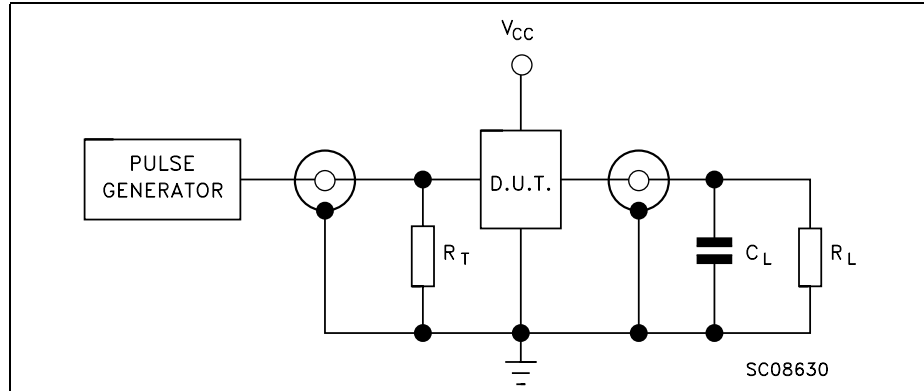 VCC
PULSE
GENERATOR
D.U.T.
RT
CL
RL
SC08630